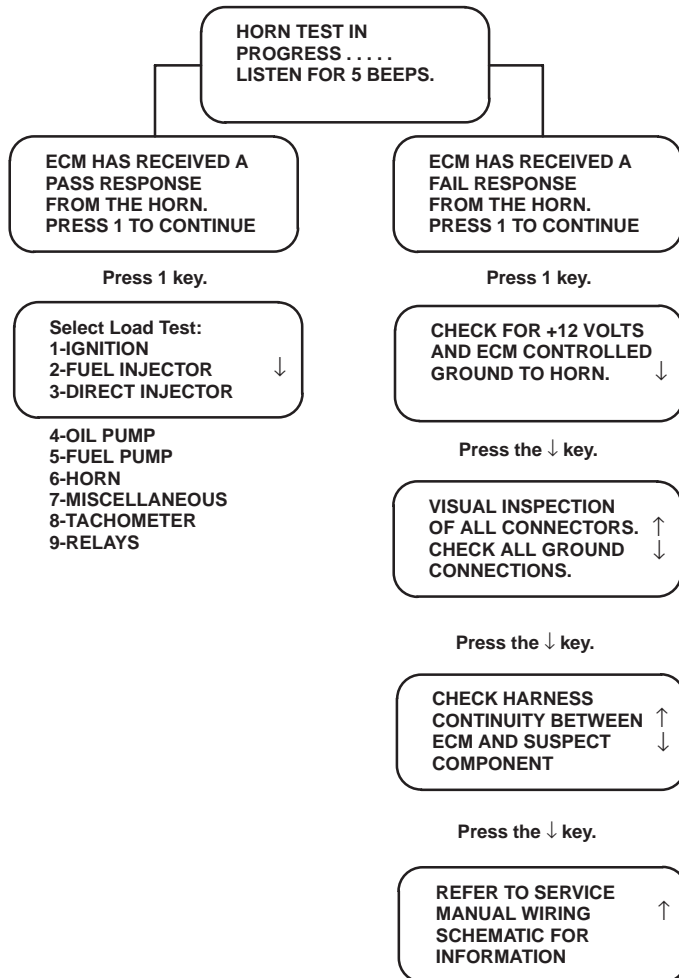 HORN TEST IN
PROGRESS . . . . .
LISTEN FOR 5 BEEPS.
ECM HAS RECEIVED A
PASS RESPONSE
FROM THE HORN.
PRESS 1 TO CONTINUE
Press 1 key.
Select Load Test:
1-IGNITION
2-FUEL INJECTOR ↓
3-DIRECT INJECTOR
4-OIL PUMP
5-FUEL PUMP
6-HORN
7-MISCELLANEOUS
8-TACHOMETER
9-RELAYS
ECM HAS RECEIVED A
FAIL RESPONSE
FROM THE HORN.
PRESS 1 TO CONTINUE
Press 1 key.
CHECK FOR +12 VOLTS
AND ECM CONTROLLED
GROUND TO HORN. ↓
Press the ↓ key.
VISUAL INSPECTION
OF ALL CONNECTORS. ↑
CHECK ALL GROUND ↓
CONNECTIONS.
Press the ↓ key.
CHECK HARNESS
CONTINUITY BETWEEN ↑
ECM AND SUSPECT ↓
COMPONENT
Press the ↓ key.
REFER TO SERVICE
MANUAL WIRING ↑
SCHEMATIC FOR
INFORMATION